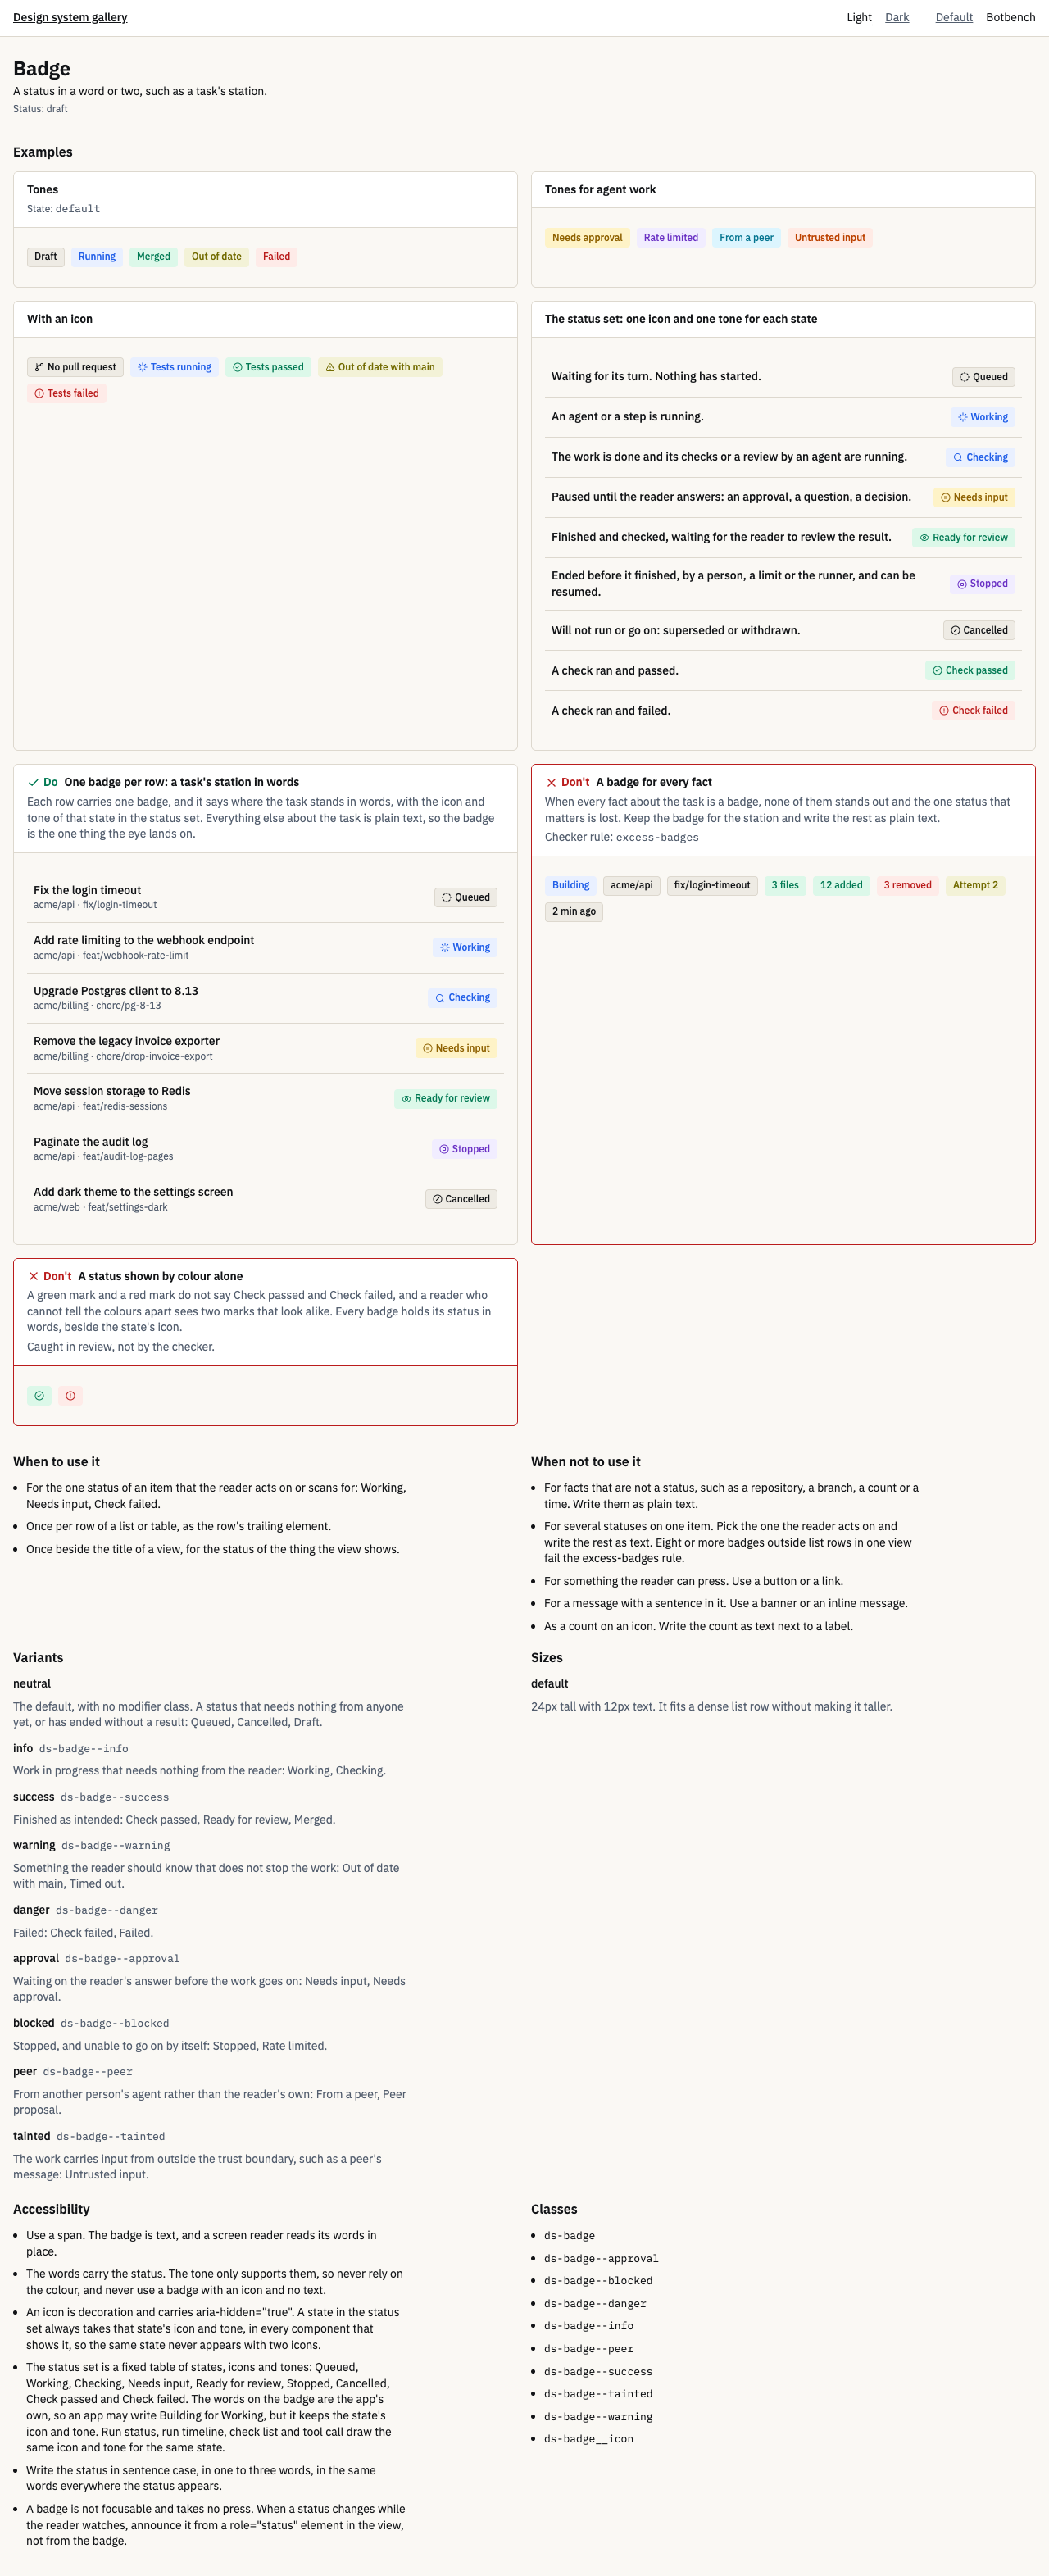 Design system gallery
Light Dark Default Botbench
Badge
A status in a word or two, such as a task's station.
Status: draft
Examples
Tones
State: default
Draft Running Merged Out of date Failed
Tones for agent work
Needs approval Rate limited From a peer Untrusted input
With an icon
No pull request Tests running Tests passed Out of date with main
Tests failed
The status set: one icon and one tone for each state
Waiting for its turn. Nothing has started. Queued
An agent or a step is running. Working
The work is done and its checks or a review by an agent are running. Checking
Paused until the reader answers: an approval, a question, a decision. Needs input
Finished and checked, waiting for the reader to review the result. Ready for review
Ended before it finished, by a person, a limit or the runner, and can be
resumed. Stopped
Will not run or go on: superseded or withdrawn. Cancelled
A check ran and passed. Check passed
A check ran and failed. Check failed
Do One badge per row: a task's station in words
Each row carries one badge, and it says where the task stands in words, with the icon and
tone of that state in the status set. Everything else about the task is plain text, so the badge
is the one thing the eye lands on.
Fix the login timeout
acme/api · fix/login-timeout
Queued
Add rate limiting to the webhook endpoint
acme/api · feat/webhook-rate-limit
Working
Upgrade Postgres client to 8.13
acme/billing · chore/pg-8-13
Checking
Remove the legacy invoice exporter
acme/billing · chore/drop-invoice-export
Needs input
Move session storage to Redis
acme/api · feat/redis-sessions
Ready for review
Paginate the audit log
acme/api · feat/audit-log-pages
Stopped
Add dark theme to the settings screen
acme/web · feat/settings-dark
Cancelled
Don't A badge for every fact
When every fact about the task is a badge, none of them stands out and the one status that
matters is lost. Keep the badge for the station and write the rest as plain text.
Checker rule: excess-badges
Building acme/api fix/login-timeout 3 files 12 added 3 removed Attempt 2
2 min ago
Don't A status shown by colour alone
A green mark and a red mark do not say Check passed and Check failed, and a reader who
cannot tell the colours apart sees two marks that look alike. Every badge holds its status in
words, beside the state's icon.
Caught in review, not by the checker.
When to use it
For the one status of an item that the reader acts on or scans for: Working,
Needs input, Check failed.
Once per row of a list or table, as the row's trailing element.
Once beside the title of a view, for the status of the thing the view shows.
When not to use it
For facts that are not a status, such as a repository, a branch, a count or a
time. Write them as plain text.
For several statuses on one item. Pick the one the reader acts on and
write the rest as text. Eight or more badges outside list rows in one view
fail the excess-badges rule.
For something the reader can press. Use a button or a link.
For a message with a sentence in it. Use a banner or an inline message.
As a count on an icon. Write the count as text next to a label.
Variants
neutral
The default, with no modifier class. A status that needs nothing from anyone
yet, or has ended without a result: Queued, Cancelled, Draft.
info ds-badge--info
Work in progress that needs nothing from the reader: Working, Checking.
success ds-badge--success
Finished as intended: Check passed, Ready for review, Merged.
warning ds-badge--warning
Something the reader should know that does not stop the work: Out of date
with main, Timed out.
danger ds-badge--danger
Failed: Check failed, Failed.
approval ds-badge--approval
Waiting on the reader's answer before the work goes on: Needs input, Needs
approval.
blocked ds-badge--blocked
Stopped, and unable to go on by itself: Stopped, Rate limited.
peer ds-badge--peer
From another person's agent rather than the reader's own: From a peer, Peer
proposal.
tainted ds-badge--tainted
The work carries input from outside the trust boundary, such as a peer's
message: Untrusted input.
Sizes
default
24px tall with 12px text. It fits a dense list row without making it taller.
Accessibility
Use a span. The badge is text, and a screen reader reads its words in
place.
The words carry the status. The tone only supports them, so never rely on
the colour, and never use a badge with an icon and no text.
An icon is decoration and carries aria-hidden="true". A state in the status
set always takes that state's icon and tone, in every component that
shows it, so the same state never appears with two icons.
The status set is a fixed table of states, icons and tones: Queued,
Working, Checking, Needs input, Ready for review, Stopped, Cancelled,
Check passed and Check failed. The words on the badge are the app's
own, so an app may write Building for Working, but it keeps the state's
icon and tone. Run status, run timeline, check list and tool call draw the
same icon and tone for the same state.
Write the status in sentence case, in one to three words, in the same
words everywhere the status appears.
A badge is not focusable and takes no press. When a status changes while
the reader watches, announce it from a role="status" element in the view,
not from the badge.
Classes
ds-badge
ds-badge--approval
ds-badge--blocked
ds-badge--danger
ds-badge--info
ds-badge--peer
ds-badge--success
ds-badge--tainted
ds-badge--warning
ds-badge__icon